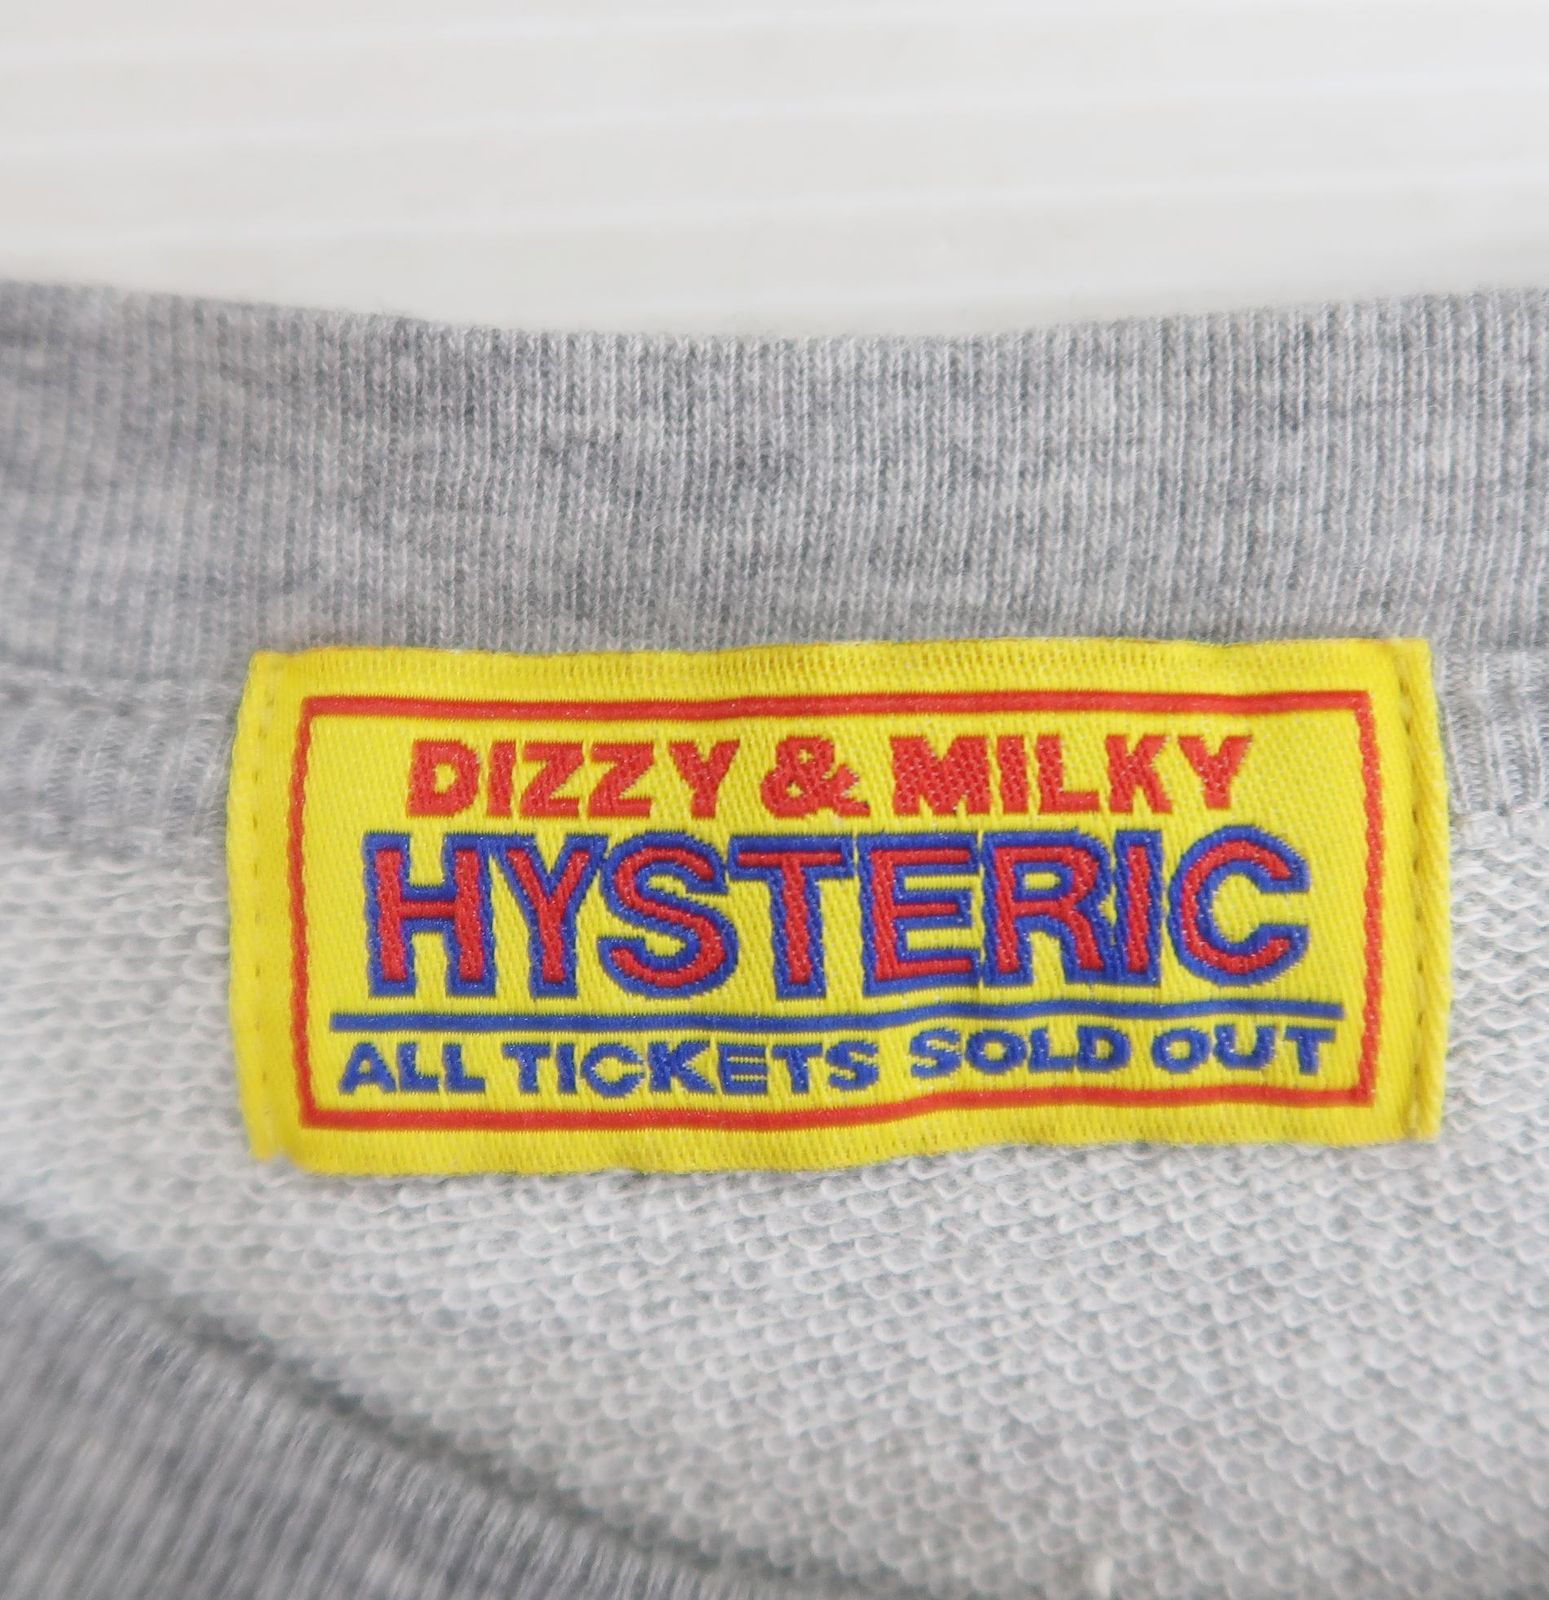 DIZZY & MILKY
HYSTERIC
ALL TICKETS SOLD OUT